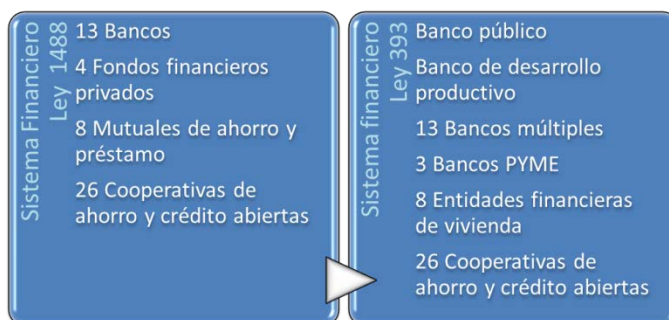 Sistema Financiero
Ley 1488
13 Bancos
4 Fondos financieros
privados
8 Mutuales de ahorro y
préstamo
26 Cooperativas de
ahorro y crédito abiertas
Sistema financiero
Ley 393
Banco público
Banco de desarrollo
productivo
13 Bancos múltiples
3 Bancos PYME
8 Entidades financieras
de vivienda
26 Cooperativas de
ahorro y crédito abiertas